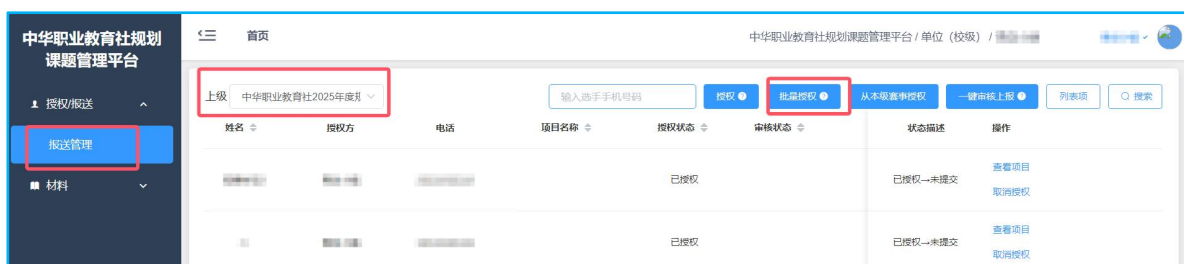 中华职业教育社规划
课题管理平台
首页
中华职业教育社规划课题管理平台 / 单位（校级） /
授权/报送
报送管理
材料
上级 中华职业教育社2025年度规
输入选手手机号码 授权 批量授权 从本级赛事授权 一键审核上报 列表项 搜索
姓名 授权方 电话 项目名称 授权状态 审核状态 状态描述 操作
已授权 已授权→未提交 查看项目
取消授权
已授权 已授权→未提交 查看项目
取消授权